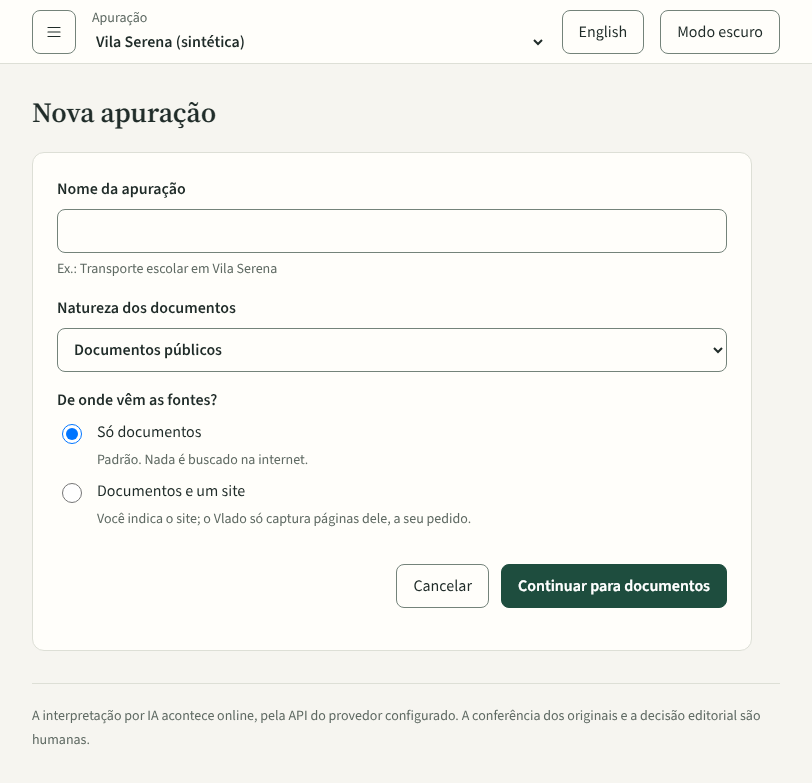 Apuração
Vila Serena (sintética)
English
Modo escuro
Nova apuração
Nome da apuração
Ex.: Transporte escolar em Vila Serena
Natureza dos documentos
Documentos públicos
De onde vêm as fontes?
Só documentos
Padrão. Nada é buscado na internet.
Documentos e um site
Você indica o site; o Vlado só captura páginas dele, a seu pedido.
Cancelar
Continuar para documentos
A interpretação por IA acontece online, pela API do provedor configurado. A conferência dos originais e a decisão editorial são
humanas.